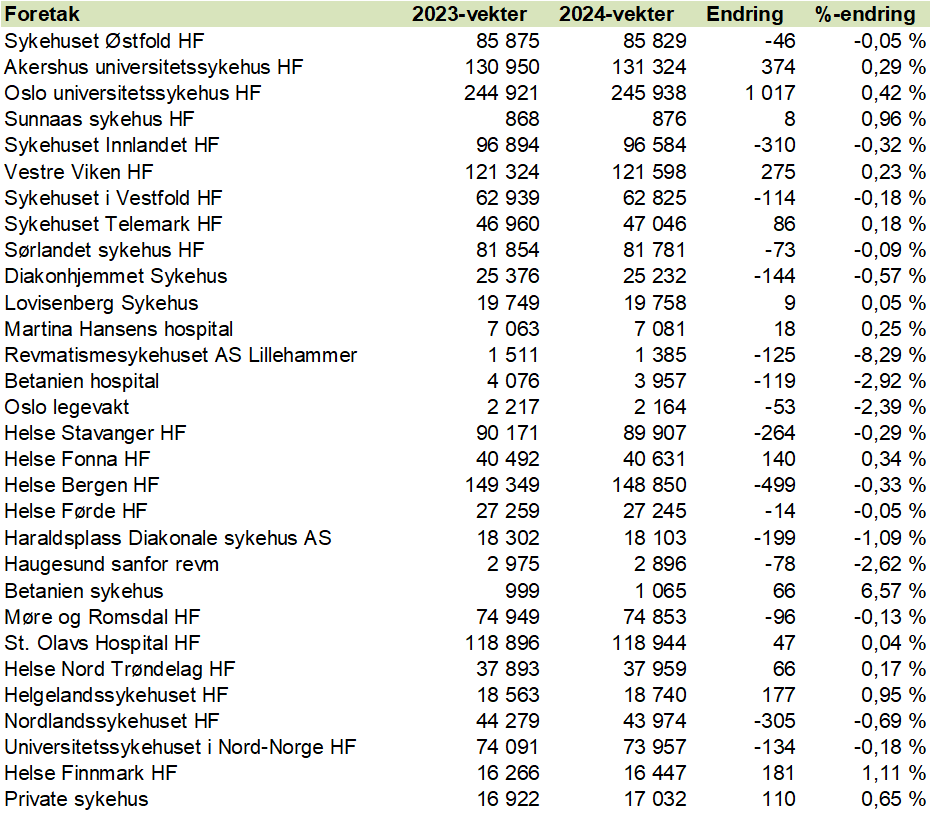 Foretak 2023-vekter 2024-vekter Endring %-endring
Sykehuset Østfold HF 85 875 85 829 -46 -0,05 %
Akershus universitetssykehus HF 130 950 131 324 374 0,29 %
Oslo universitetssykehus HF 244 921 245 938 1 017 0,42 %
Sunnaas sykehus HF 868 876 8 0,96 %
Sykehuset Innlandet HF 96 894 96 584 -310 -0,32 %
Vestre Viken HF 121 324 121 598 275 0,23 %
Sykehuset i Vestfold HF 62 939 62 825 -114 -0,18 %
Sykehuset Telemark HF 46 960 47 046 86 0,18 %
Sørlandet sykehus HF 81 854 81 781 -73 -0,09 %
Diakonhjemmet Sykehus 25 376 25 232 -144 -0,57 %
Lovisenberg Sykehus 19 749 19 758 9 0,05 %
Martina Hansens hospital 7 063 7 081 18 0,25 %
Revmatismesykehuset AS Lillehammer 1 511 1 385 -125 -8,29 %
Betanien hospital 4 076 3 957 -119 -2,92 %
Oslo legevakt 2 217 2 164 -53 -2,39 %
Helse Stavanger HF 90 171 89 907 -264 -0,29 %
Helse Fonna HF 40 492 40 631 140 0,34 %
Helse Bergen HF 149 349 148 850 -499 -0,33 %
Helse Førde HF 27 259 27 245 -14 -0,05 %
Haraldsplass Diakonale sykehus AS 18 302 18 103 -199 -1,09 %
Haugesund sanfor revm 2 975 2 896 -78 -2,62 %
Betanien sykehus 999 1 065 66 6,57 %
Møre og Romsdal HF 74 949 74 853 -96 -0,13 %
St. Olavs Hospital HF 118 896 118 944 47 0,04 %
Helse Nord Trøndelag HF 37 893 37 959 66 0,17 %
Helgelandssykehuset HF 18 563 18 740 177 0,95 %
Nordlandssykehuset HF 44 279 43 974 -305 -0,69 %
Universitetssykehuset i Nord-Norge HF 74 091 73 957 -134 -0,18 %
Helse Finnmark HF 16 266 16 447 181 1,11 %
Private sykehus 16 922 17 032 110 0,65 %